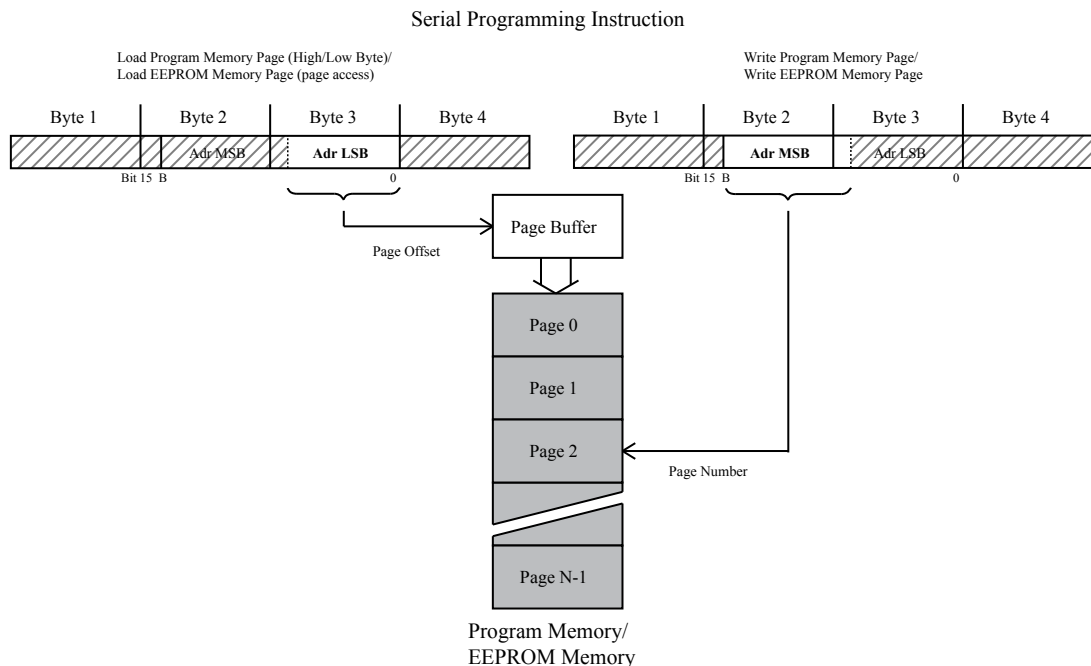 Serial Programming Instruction
Load Program Memory Page (High/Low Byte)/
Load EEPROM Memory Page (page access)
Write Program Memory Page/
Write EEPROM Memory Page
Byte 1 Byte 2 Byte 3 Byte 4
Byte 1 Byte 2 Byte 3 Byte 4
Adr MSB Adr LSB
Adr MSB Adr LSB
Bit 15 B 0
Bit 15 B 0
Page Buffer
Page Offset
Page 0
Page 1
Page 2
Page Number
Page N-1
Program Memory/
EEPROM Memory